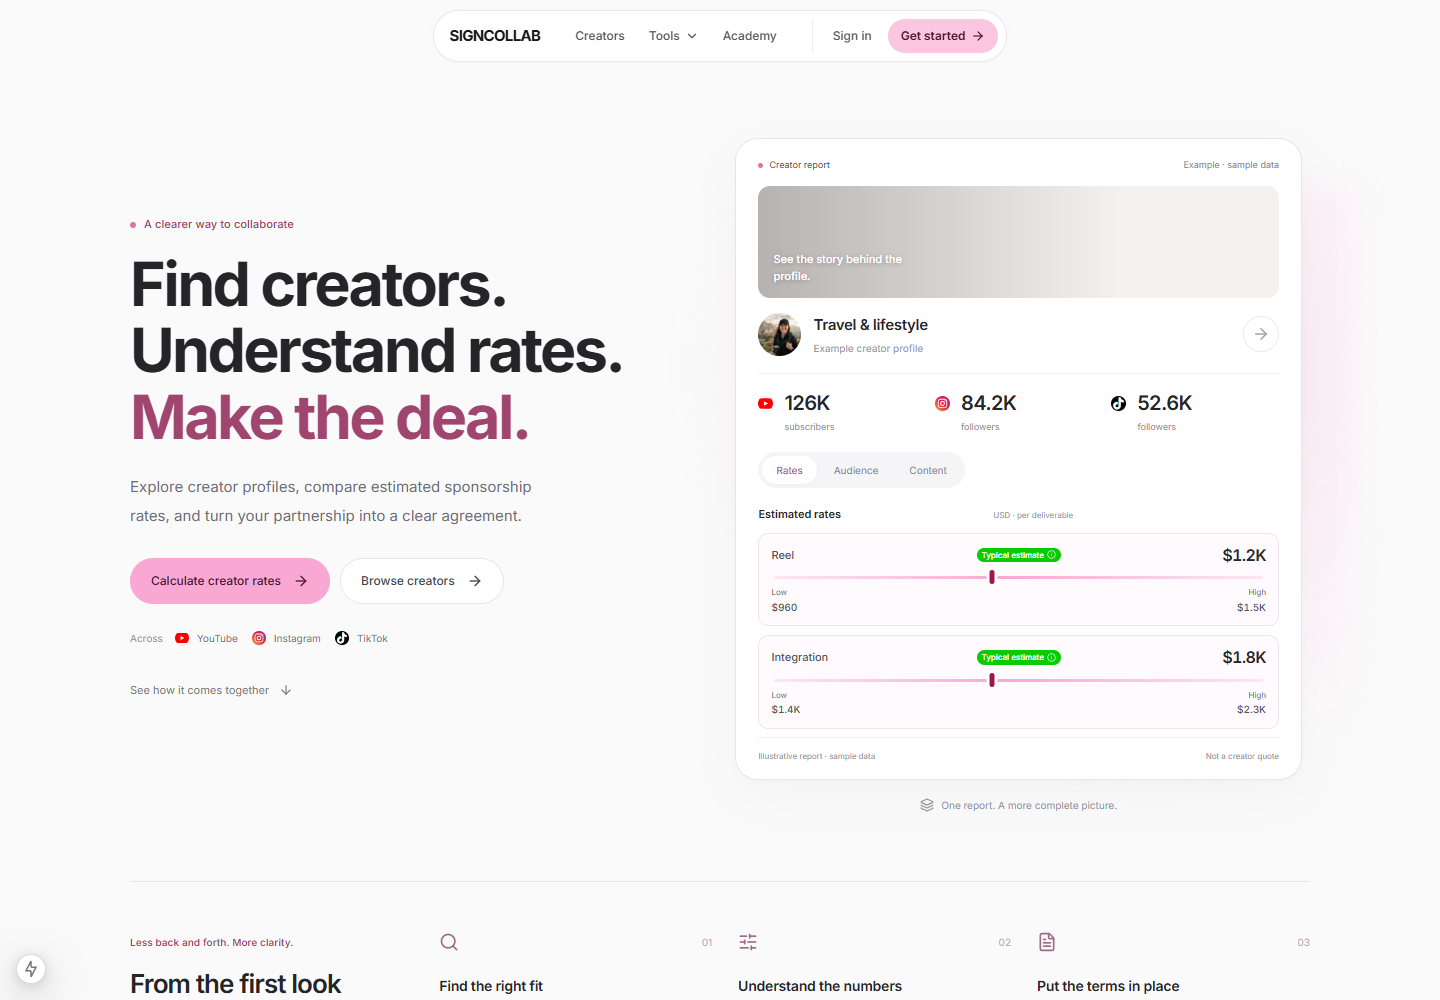 SIGNCOLLAB
Creators
Tools
Academy
Sign in
Get started
A clearer way to collaborate
Find creators.
Understand rates.
Make the deal.
Explore creator profiles, compare estimated sponsorship
rates, and turn your partnership into a clear agreement.
Calculate creator rates
Browse creators
Across
YouTube
Instagram
TikTok
See how it comes together
Creator report
Example · sample data
See the story behind the
profile.
Travel & lifestyle
Example creator profile
126K
subscribers
84.2K
followers
52.6K
followers
Rates
Audience
Content
Estimated rates
USD · per deliverable
Reel
Typical estimate
$1.2K
Low
High
$960
$1.5K
Integration
Typical estimate
$1.8K
Low
High
$1.4K
$2.3K
Illustrative report · sample data
Not a creator quote
One report. A more complete picture.
Less back and forth. More clarity.
From the first look
01
Find the right fit
02
Understand the numbers
03
Put the terms in place